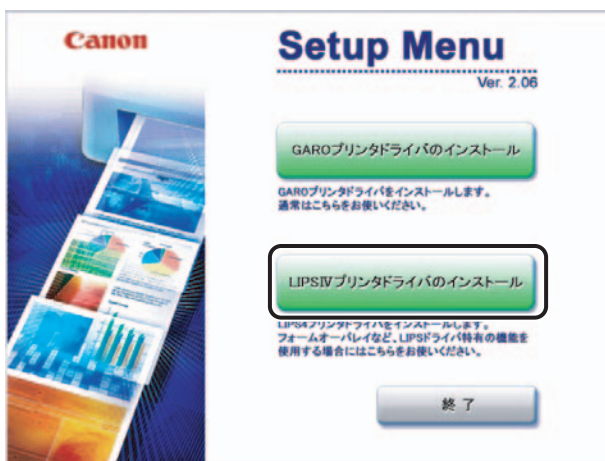 Canon
Setup Menu
Ver. 2.06
GAROプリンタドライバのインストール
GAROプリンタドライバをインストールします。
通常はこちらをお使いください。
LIPSIVプリンタドライバのインストール
LIPS4プリンタドライバをインストールします。
フォームオーバレイなど、LIPSドライバ特有の機能を
使用する場合にはこちらをお使いください。
終 了